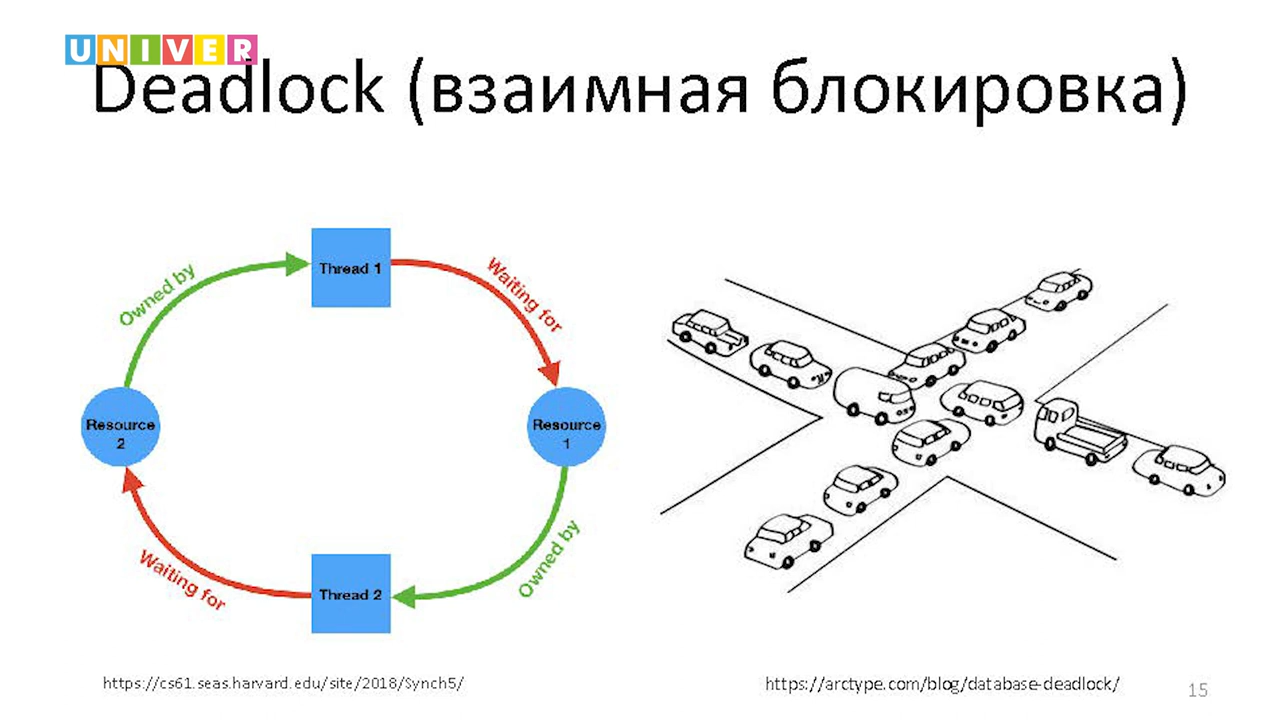 UNIVER
Deadlock (взаимная блокировка)
Thread 1
Owned by
Waiting for
Resource
2
Resource
1
Waiting for
Owned by
Thread 2
https://cs61.seas.harvard.edu/site/2018/Synch5/
https://arctype.com/blog/database-deadlock/
15